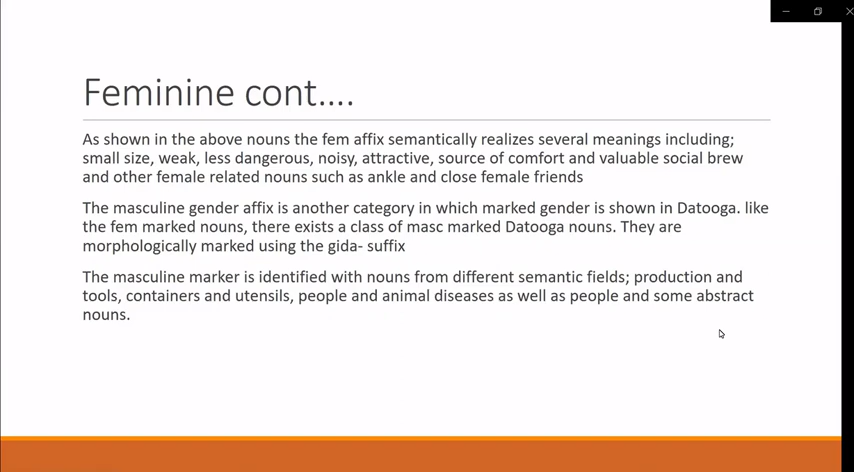 Feminine cont....
As shown in the above nouns the fem affix semantically realizes several meanings including;
small size, weak, less dangerous, noisy, attractive, source of comfort and valuable social brew
and other female related nouns such as ankle and close female friends
The masculine gender affix is another category in which marked gender is shown in Datooga. like
the fem marked nouns, there exists a class of masc marked Datooga nouns. They are
morphologically marked using the gida- suffix
The masculine marker is identified with nouns from different semantic fields; production and
tools, containers and utensils, people and animal diseases as well as people and some abstract
nouns.